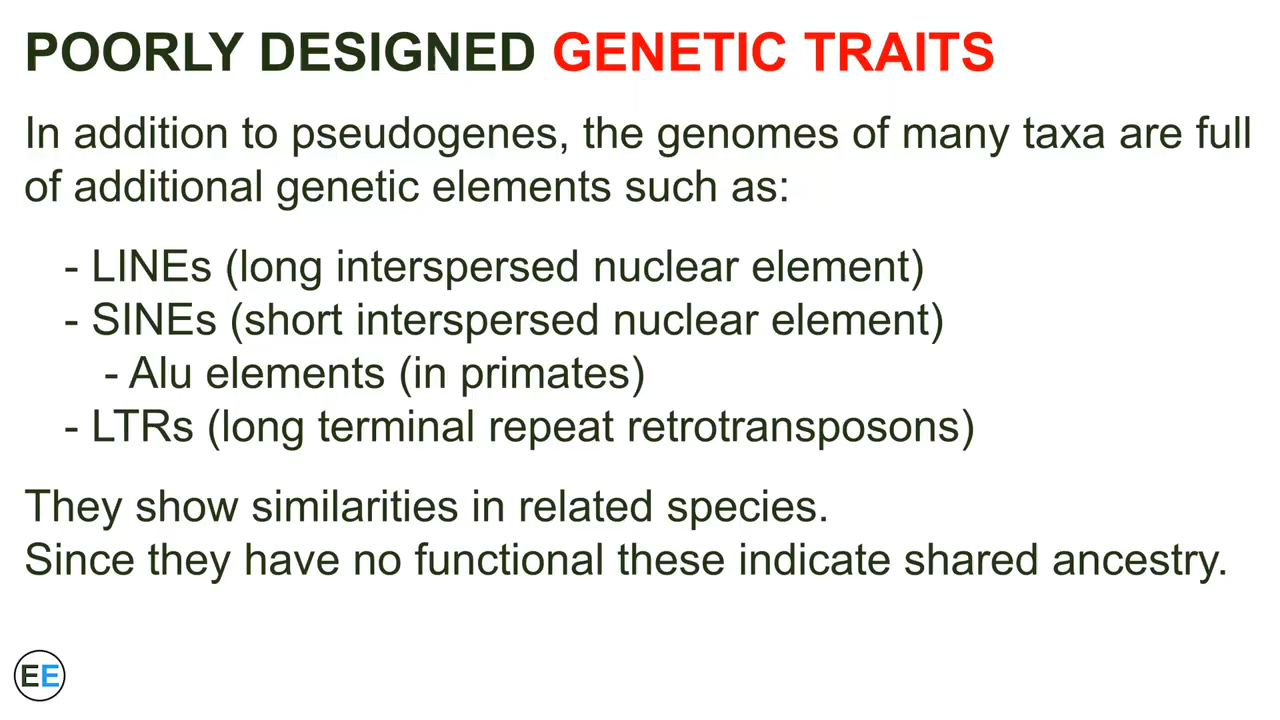 POORLY DESIGNED GENETIC TRAITS
In addition to pseudogenes, the genomes of many taxa are full
of additional genetic elements such as:
- LINEs (long interspersed nuclear element)
- SINEs (short interspersed nuclear element)
- Alu elements (in primates)
- LTRs (long terminal repeat retrotransposons)
They show similarities in related species.
Since they have no functional these indicate shared ancestry.
EE